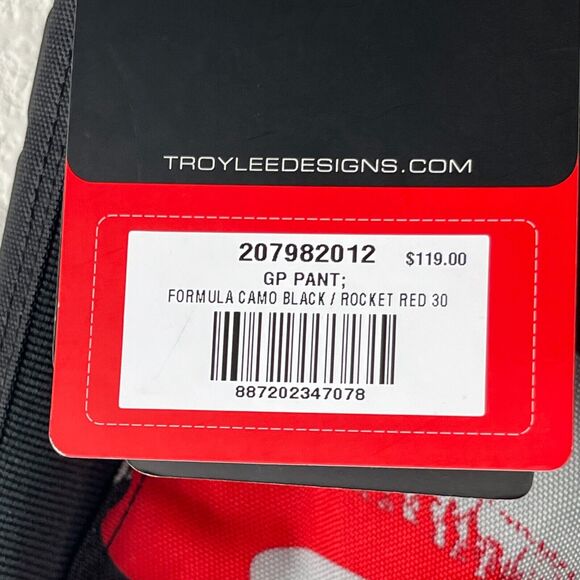 TROYLEEDESIGNS.COM
207982012 $119.00
GP PANT;
FORMULA CAMO BLACK / ROCKET RED 30
887202347078